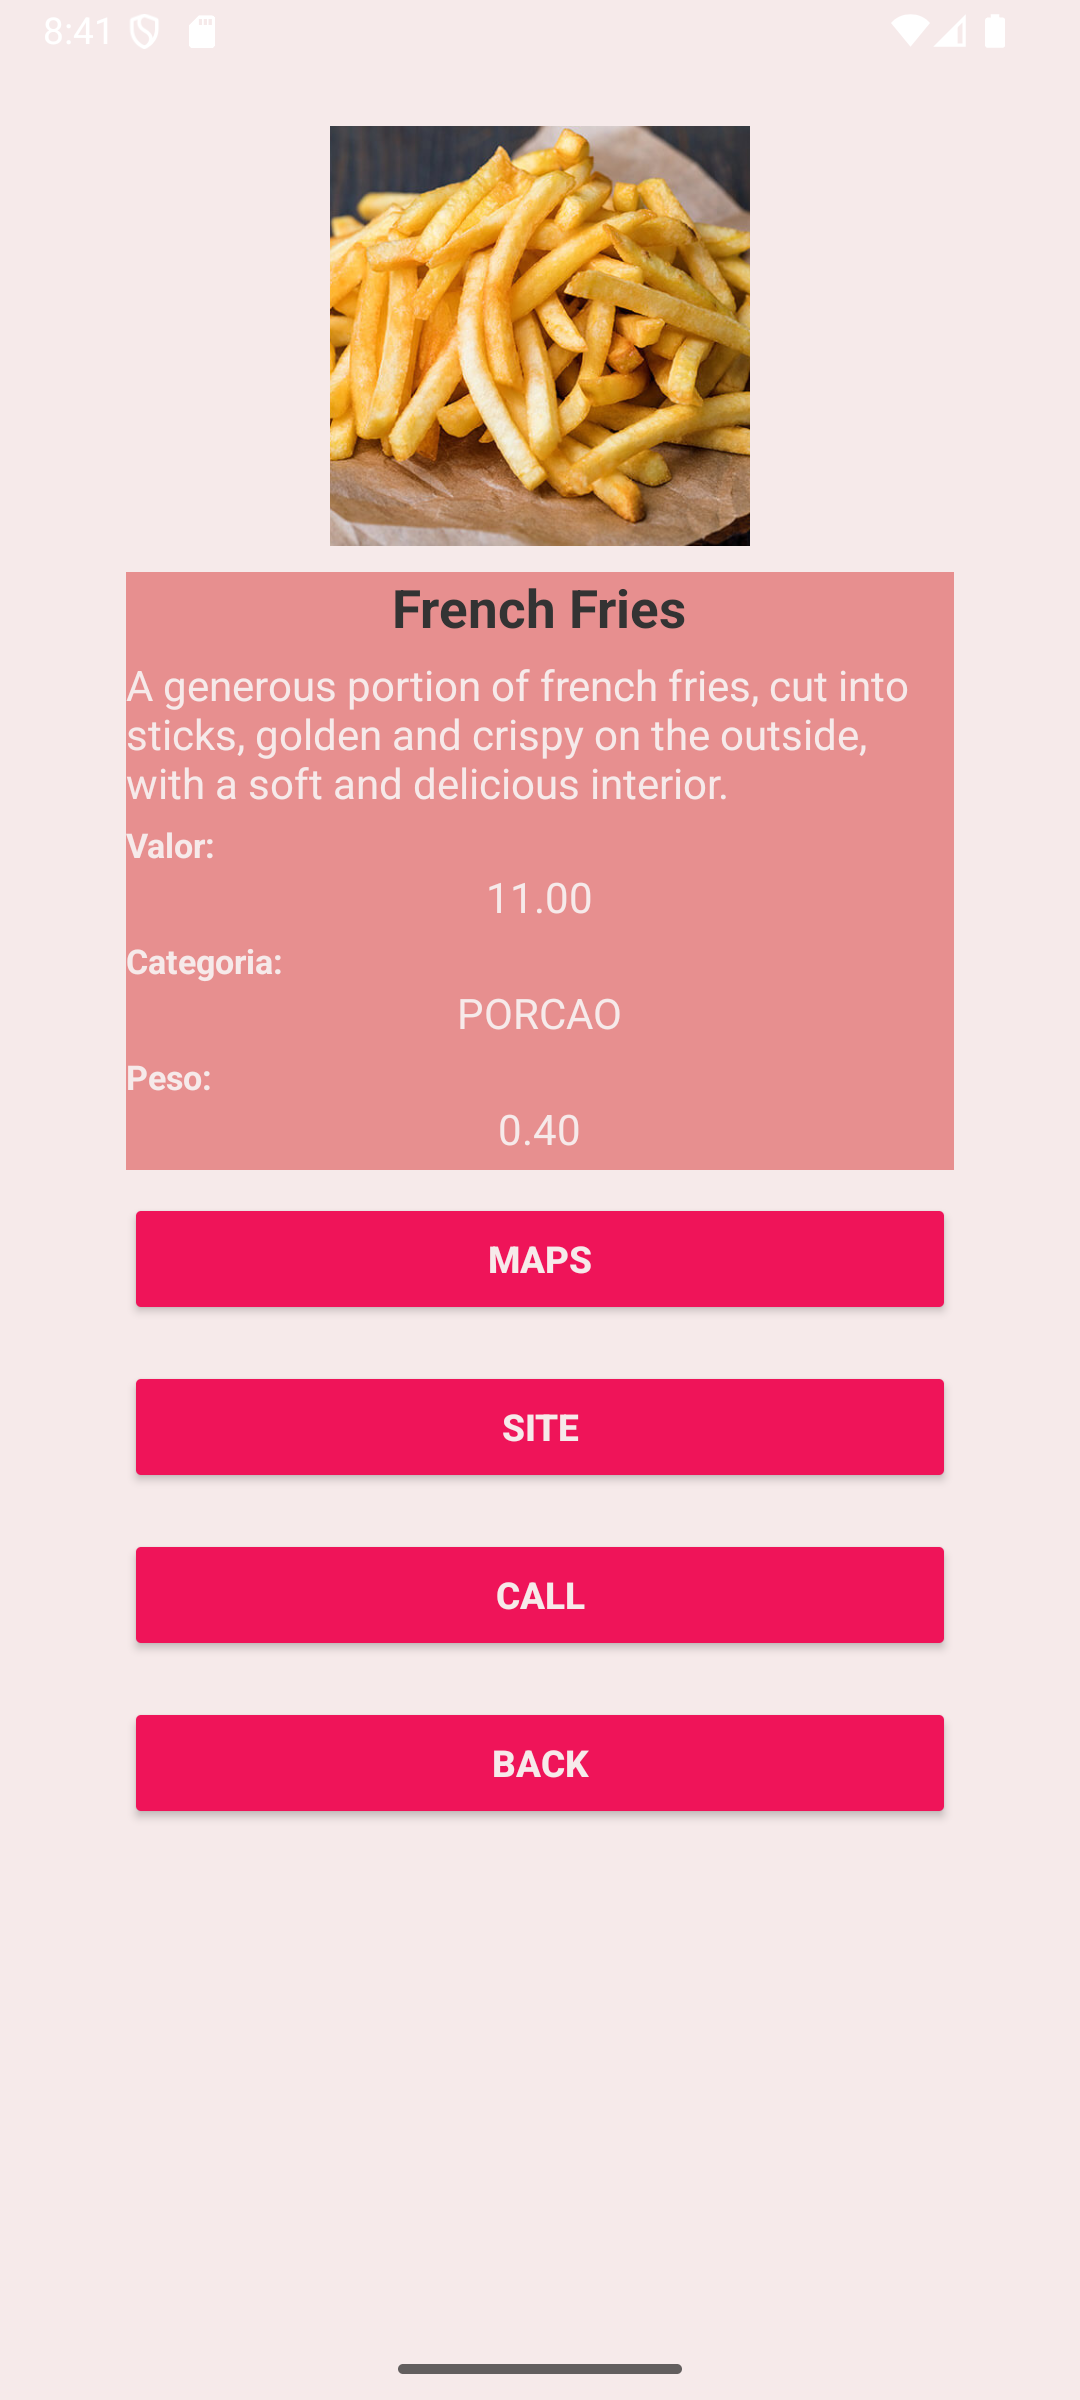 8:41
French Fries
A generous portion of french fries, cut into
sticks, golden and crispy on the outside,
with a soft and delicious interior.
Valor:
11.00
Categoria:
PORCAO
Peso:
0.40
MAPS
SITE
CALL
BACK